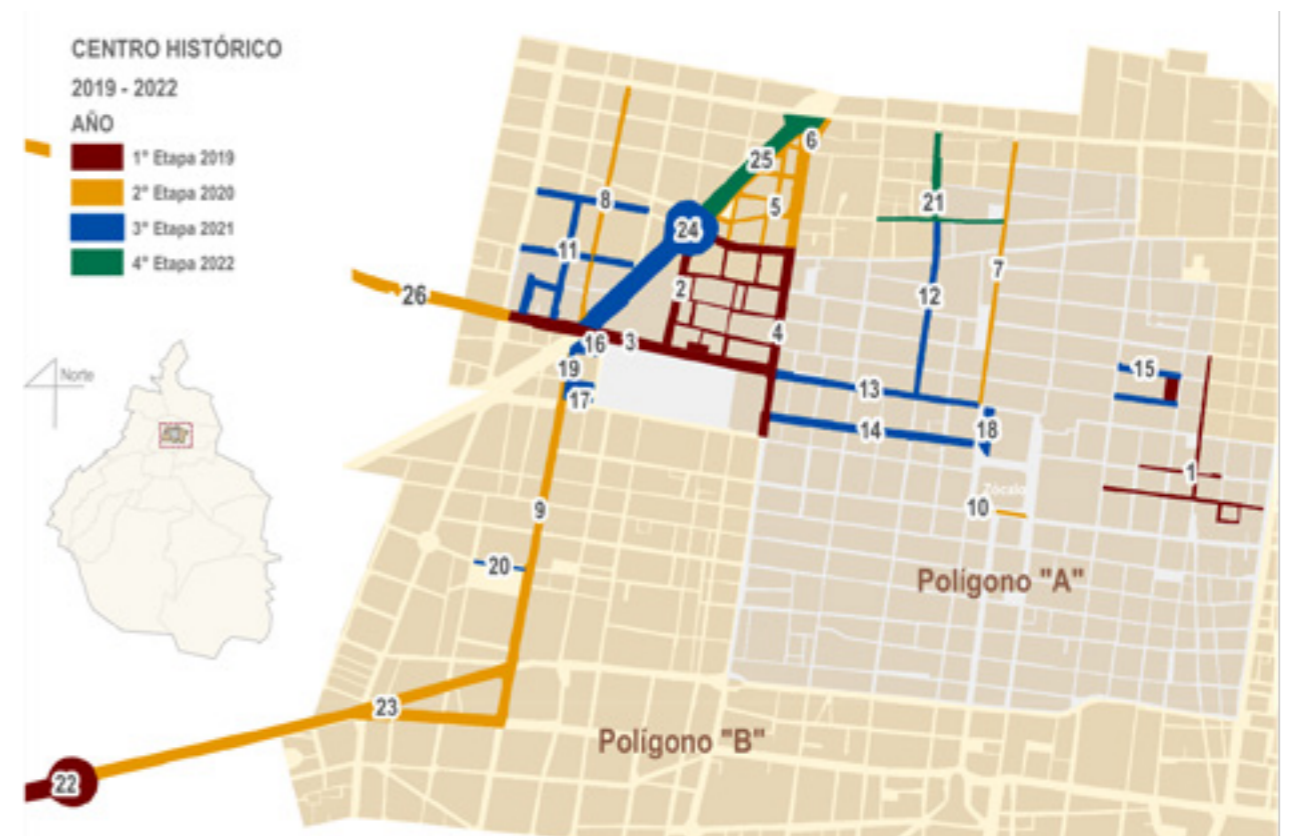 CENTRO HISTÓRICO
2019 - 2022
AÑO
1° Etapa 2019
2° Etapa 2020
3° Etapa 2021
4° Etapa 2022
Norte
6
25
8
5
21
24
11
7
2
26
12
4
16
3
19
15
13
17
14
18
1
Zócalo
10
9
20
Polígono "A"
23
Polígono "B"
22